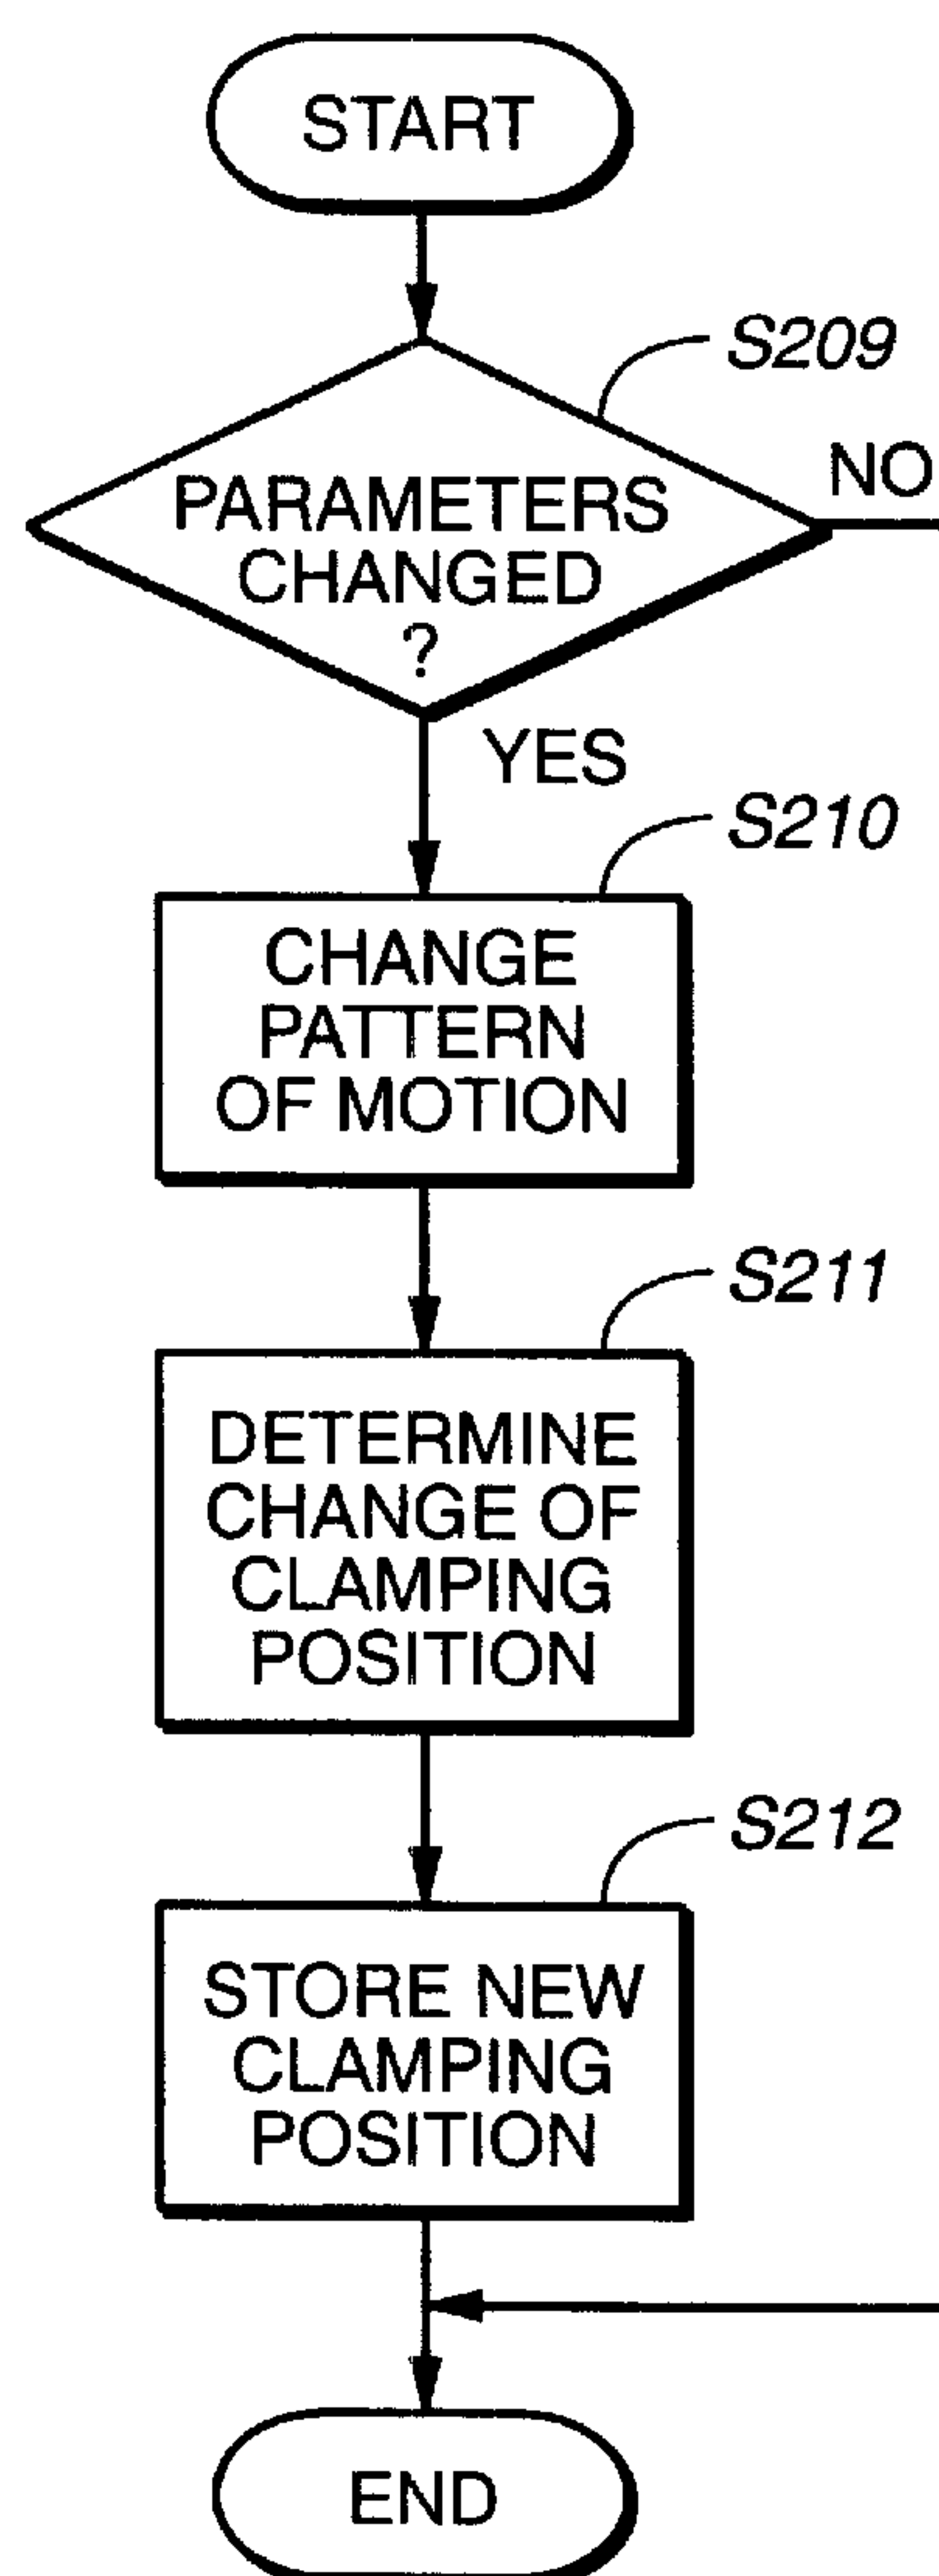 START
S209
NO
PARAMETERS
CHANGED
?
YES
S210
CHANGE
PATTERN
OF MOTION
S211
DETERMINE
CHANGE OF
CLAMPING
POSITION
S212
STORE NEW
CLAMPING
POSITION
END